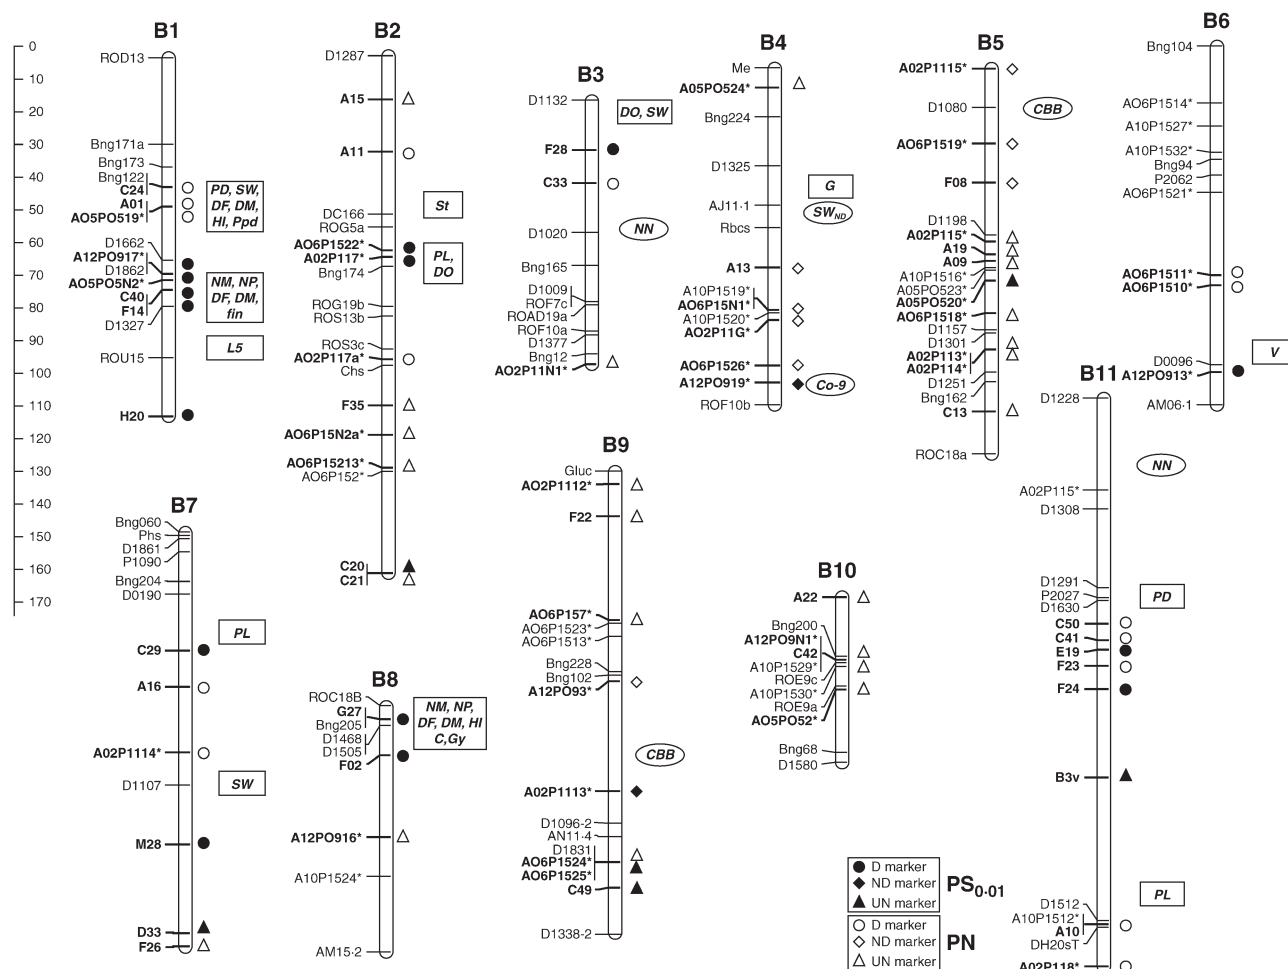 0
10
20
30
40
50
60
70
80
90
100
110
120
130
140
150
160
170
B1
ROD13
Bng171a
Bng173
Bng122
C24
A01
AO5PO519*
D1662
A12PO917*
D1862
AO5PO5N2*
C40
F14
D1327
ROU15
H20
PD, SW,
DF, DM,
HI, Ppd
NM, NP,
DF, DM,
fin
L5
B2
D1287
A15
A11
DC166
ROG5a
AO6P1522*
A02P117*
Bng174
ROG19b
ROS13b
ROS3c
AO2P117a*
Chs
F35
AO6P15N2a*
AO6P15213*
AO6P152*
C20
C21
St
PL,
DO
B3
D1132
F28
C33
D1020
Bng165
D1009
ROF7c
ROAD19a
ROF10a
D1377
Bng12
AO2P11N1*
DO, SW
NN
B4
Me
A05PO524*
Bng224
D1325
AJ11·1
Rbcs
A13
A10P1519*
AO6P15N1*
A10P1520*
AO2P11G*
AO6P1526*
A12PO919*
ROF10b
G
SWND
Co-9
B5
A02P1115*
D1080
AO6P1519*
F08
D1198
A02P115*
A19
A09
A10P1516*
A05PO523*
A05PO520*
AO6P1518*
D1157
D1301
A02P113*
A02P114*
D1251
Bng162
C13
ROC18a
CBB
B6
Bng104
AO6P1514*
A10P1527*
A10P1532*
Bng94
P2062
AO6P1521*
AO6P1511*
AO6P1510*
D0096
A12PO913*
AM06·1
V
B7
Bng060
Phs
D1861
P1090
Bng204
D0190
C29
A16
A02P1114*
D1107
M28
D33
F26
PL
SW
B8
ROC18B
G27
Bng205
D1468
D1505
F02
A12PO916*
A10P1524*
AM15·2
NM, NP,
DF, DM, HI
C,Gy
B9
Gluc
AO2P1112*
F22
AO6P157*
AO6P1523*
AO6P1513*
Bng228
Bng102
A12PO93*
A02P1113*
D1096-2
AN11·4
D1831
AO6P1524*
AO6P1525*
C49
D1338-2
CBB
B10
A22
Bng200
A12PO9N1*
C42
A10P1529*
ROE9c
A10P1530*
ROE9a
AO5PO52*
Bng68
D1580
B11
D1228
A02P115*
D1308
D1291
P2027
D1630
C50
C41
E19
F23
F24
B3v
D1512
A10P1512*
A10
DH20sT
A02P118*
NN
PD
PL
D marker
ND marker
UN marker
PS0·01
D marker
ND marker
UN marker
PN